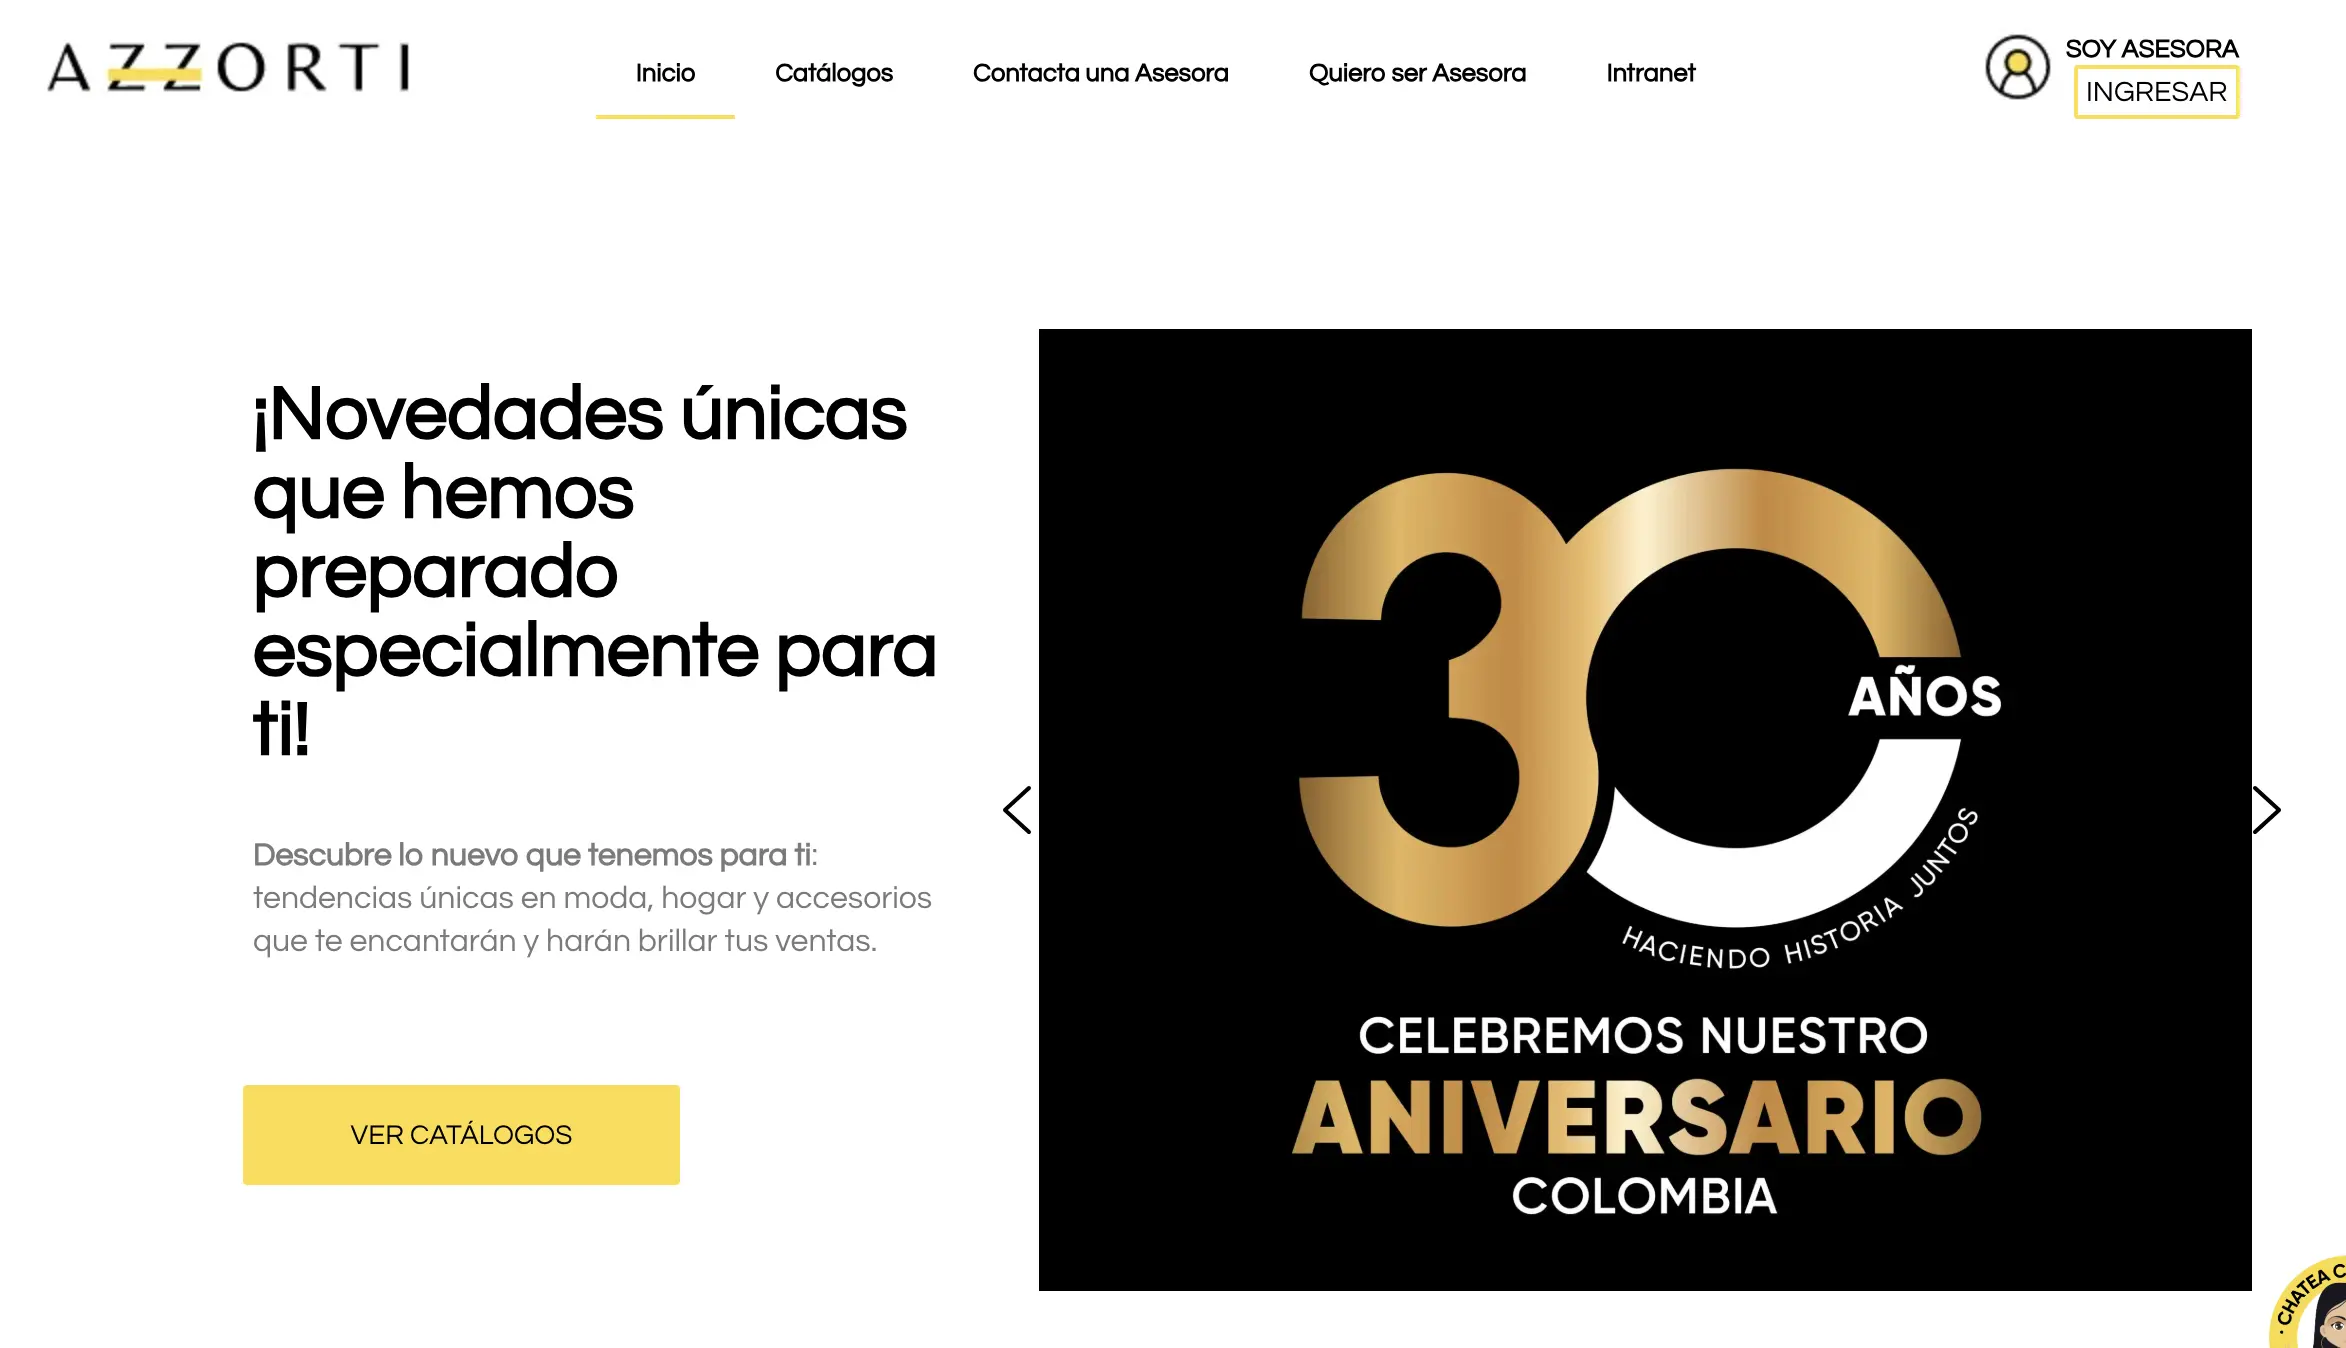 AZZORTI
Inicio
Catálogos
Contacta una Asesora
Quiero ser Asesora
Intranet
SOY ASESORA
INGRESAR
¡Novedades únicas
que hemos
preparado
especialmente para
ti!
Descubre lo nuevo que tenemos para ti:
tendencias únicas en moda, hogar y accesorios
que te encantarán y harán brillar tus ventas.
VER CATÁLOGOS
30
AÑOS
HACIENDO HISTORIA JUNTOS
CELEBREMOS NUESTRO
ANIVERSARIO
COLOMBIA
· CHATEA C